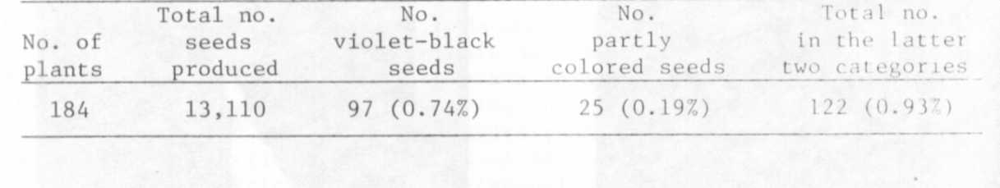 Total no. No. No. Total no.
No. of seeds violet-black partly in the latter
plants produced seeds colored seeds two categories
184 13,110 97 (0.74%) 25 (0.19%) 122 (0.93%)